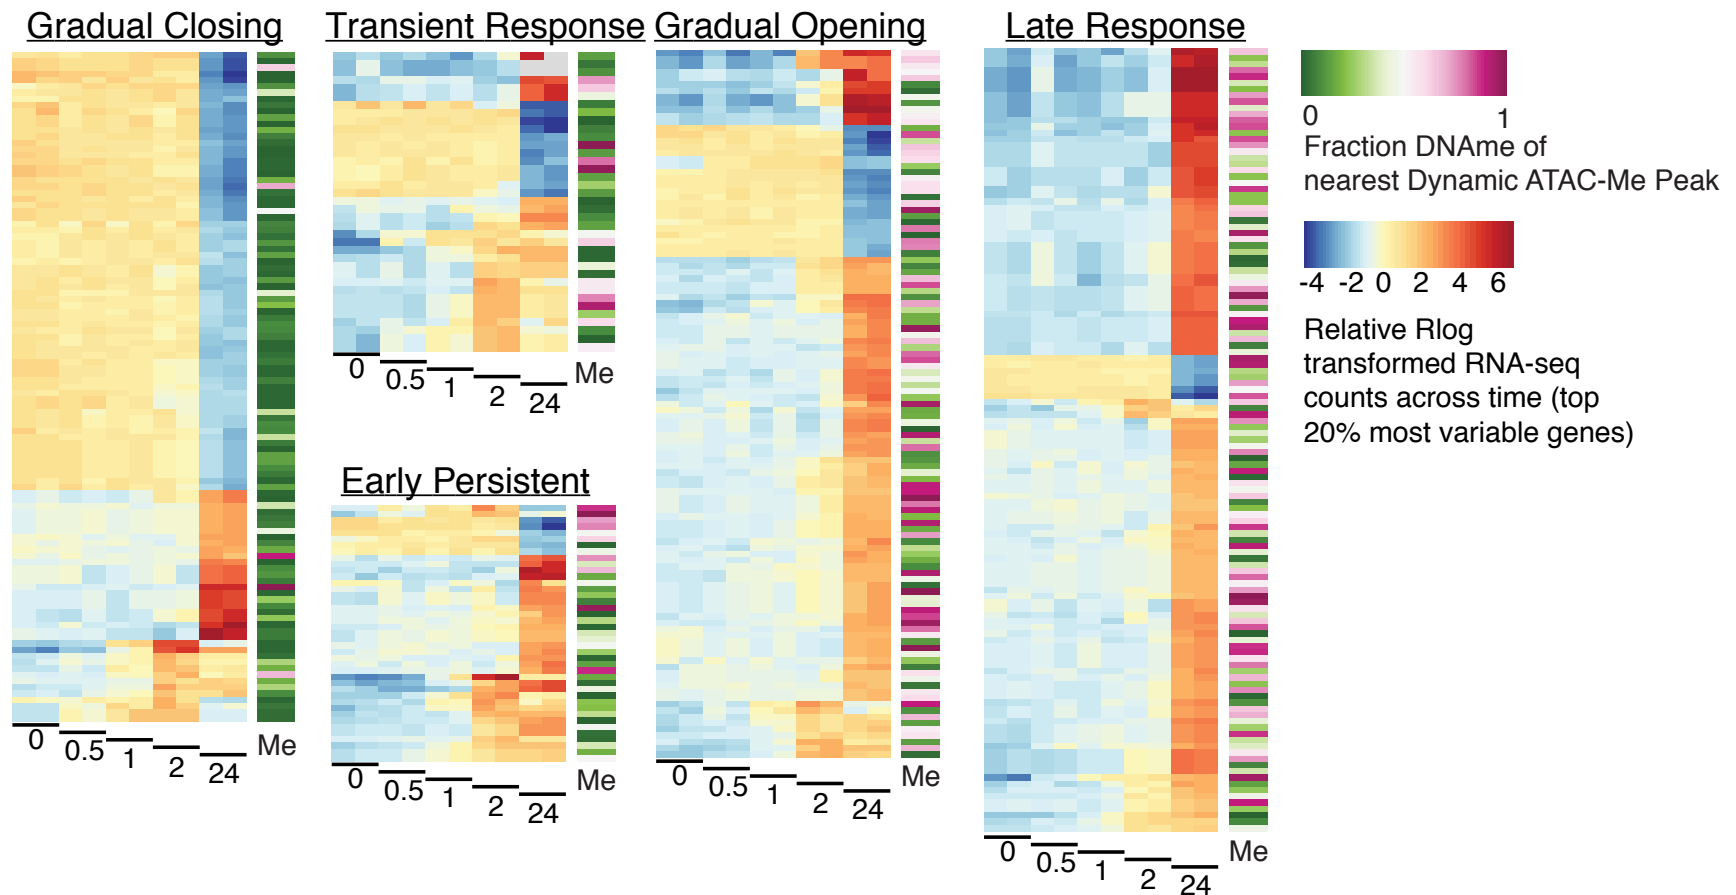 Gradual Closing
Transient Response
Gradual Opening
Late Response
0
1
Fraction DNAme of
nearest Dynamic ATAC-Me Peak
-4 -2 0 2 4 6
Relative Rlog
transformed RNA-seq
counts across time (top
20% most variable genes)
0 0.5 1 2 24 Me
Early Persistent
0 0.5 1 2 24 Me
0 0.5 1 2 24 Me
0 0.5 1 2 24 Me
0 0.5 1 2 24 Me